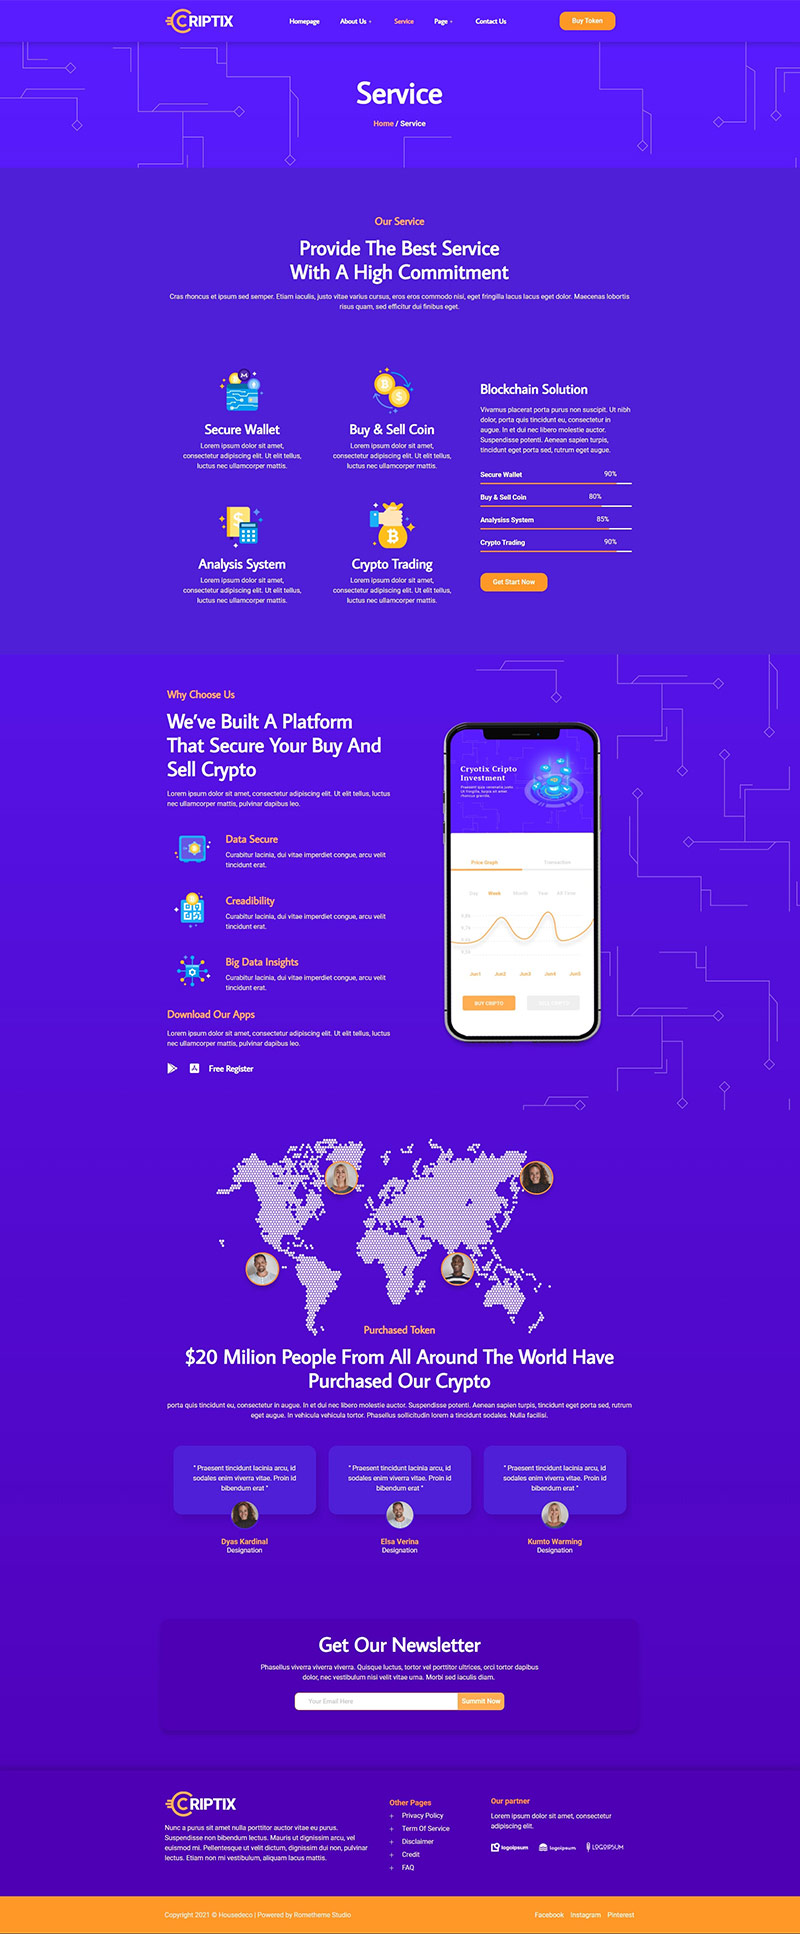 CRIPTIX
Homepage
About Us
Service
Page
Contact Us
Buy Token
Service
Home / Service
Our Service
Provide The Best Service
With A High Commitment
Cras rhoncus et ipsum sed semper. Etiam iaculis, justo vitae varius cursus, eros eros commodo nisi, eget fringilla lacus lacus eget dolor. Maecenas lobortis
risus quam, sed efficitur dui finibus eget.
Secure Wallet
Lorem ipsum dolor sit amet,
consectetur adipiscing elit. Ut elit tellus,
luctus nec ullamcorper mattis.
Buy & Sell Coin
Lorem ipsum dolor sit amet,
consectetur adipiscing elit. Ut elit tellus,
luctus nec ullamcorper mattis.
Analysis System
Lorem ipsum dolor sit amet,
consectetur adipiscing elit. Ut elit tellus,
luctus nec ullamcorper mattis.
Crypto Trading
Lorem ipsum dolor sit amet,
consectetur adipiscing elit. Ut elit tellus,
luctus nec ullamcorper mattis.
Blockchain Solution
Vivamus placerat porta purus non suscipit. Ut nibh
dolor, porta quis tincidunt eu, consectetur in
augue. In et dui nec libero molestie auctor.
Suspendisse potenti. Aenean sapien turpis,
tincidunt eget porta sed, rutrum eget augue.
Secure Wallet 90%
Buy & Sell Coin 80%
Analysiss System 85%
Crypto Trading 90%
Get Start Now
Why Choose Us
We've Built A Platform
That Secure Your Buy And
Sell Crypto
Lorem ipsum dolor sit amet, consectetur adipiscing elit. Ut elit tellus, luctus
nec ullamcorper mattis, pulvinar dapibus leo.
Data Secure
Curabitur lacinia, dui vitae imperdiet congue, arcu velit
tincidunt erat.
Creadibility
Curabitur lacinia, dui vitae imperdiet congue, arcu velit
tincidunt erat.
Big Data Insights
Curabitur lacinia, dui vitae imperdiet congue, arcu velit
tincidunt erat.
Download Our Apps
Lorem ipsum dolor sit amet, consectetur adipiscing elit. Ut elit tellus, luctus
nec ullamcorper mattis, pulvinar dapibus leo.
Free Register
Cryotix Cripto
Investment
Price Graph
Transaction
Day
Week
Month
Year
All Time
Jun1
Jun2
Jun3
Jun4
Jun5
BUY CRIPTO
Purchased Token
$20 Milion People From All Around The World Have
Purchased Our Crypto
porta quis tincidunt eu, consectetur in augue. In et dui nec libero molestie auctor. Suspendisse potenti. Aenean sapien turpis, tincidunt eget porta sed, rutrum
eget augue. In vehicula vehicula tortor. Phasellus sollicitudin lorem a tincidunt sodales. Nulla facilisi.
" Praesent tincidunt lacinia arcu, id
sodales enim viverra vitae. Proin id
bibendum erat "
Dyas Kardinal
Designation
" Praesent tincidunt lacinia arcu, id
sodales enim viverra vitae. Proin id
bibendum erat "
Elsa Verina
Designation
" Praesent tincidunt lacinia arcu, id
sodales enim viverra vitae. Proin id
bibendum erat "
Kumto Warming
Designation
Get Our Newsletter
Phasellus viverra viverra viverra. Quisque luctus, tortor vel porttitor ultrices, orci tortor dapibus
dolor, nec vestibulum nisi velit vitae urna. Morbi sed iaculis diam.
Your Email Here
Summit Now
CRIPTIX
Nunc a purus sit amet nulla porttitor auctor vitae eu purus.
Suspendisse non bibendum lectus. Mauris ut dignissim arcu, vel
euismod mi. Pellentesque ut velit dictum, dignissim dui non, pulvinar
lectus. Etiam non mi vestibulum, aliquam lacus mattis.
Other Pages
+ Privacy Policy
+ Term Of Service
+ Disclaimer
+ Credit
+ FAQ
Our partner
Lorem ipsum dolor sit amet, consectetur
adipiscing elit.
logoipsum
logoipsum
LOGOIPSUM
Copyright 2021 © Housedeco | Powered by Rometheme Studio
Facebook
Instagram
Pinterest